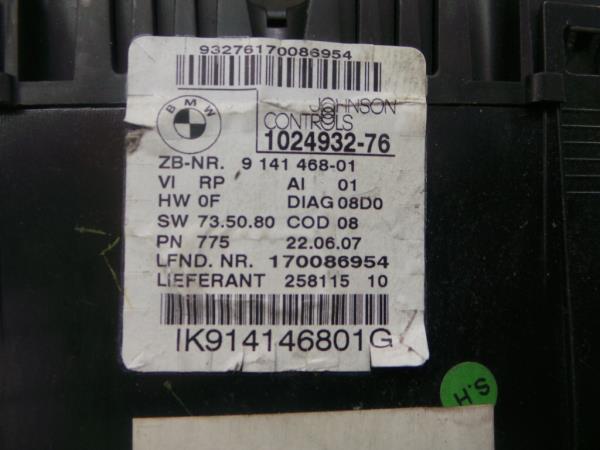 93276170086954
BMW
JOHNSON
CONTROLS
1024932-76
ZB-NR. 9 141 468-01
VI RP AI 01
HW 0F DIAG 08D0
SW 73.50.80 COD 08
PN 775 22.06.07
LFND. NR. 170086954
LIEFERANT 258115 10
IK914146801G
S.H